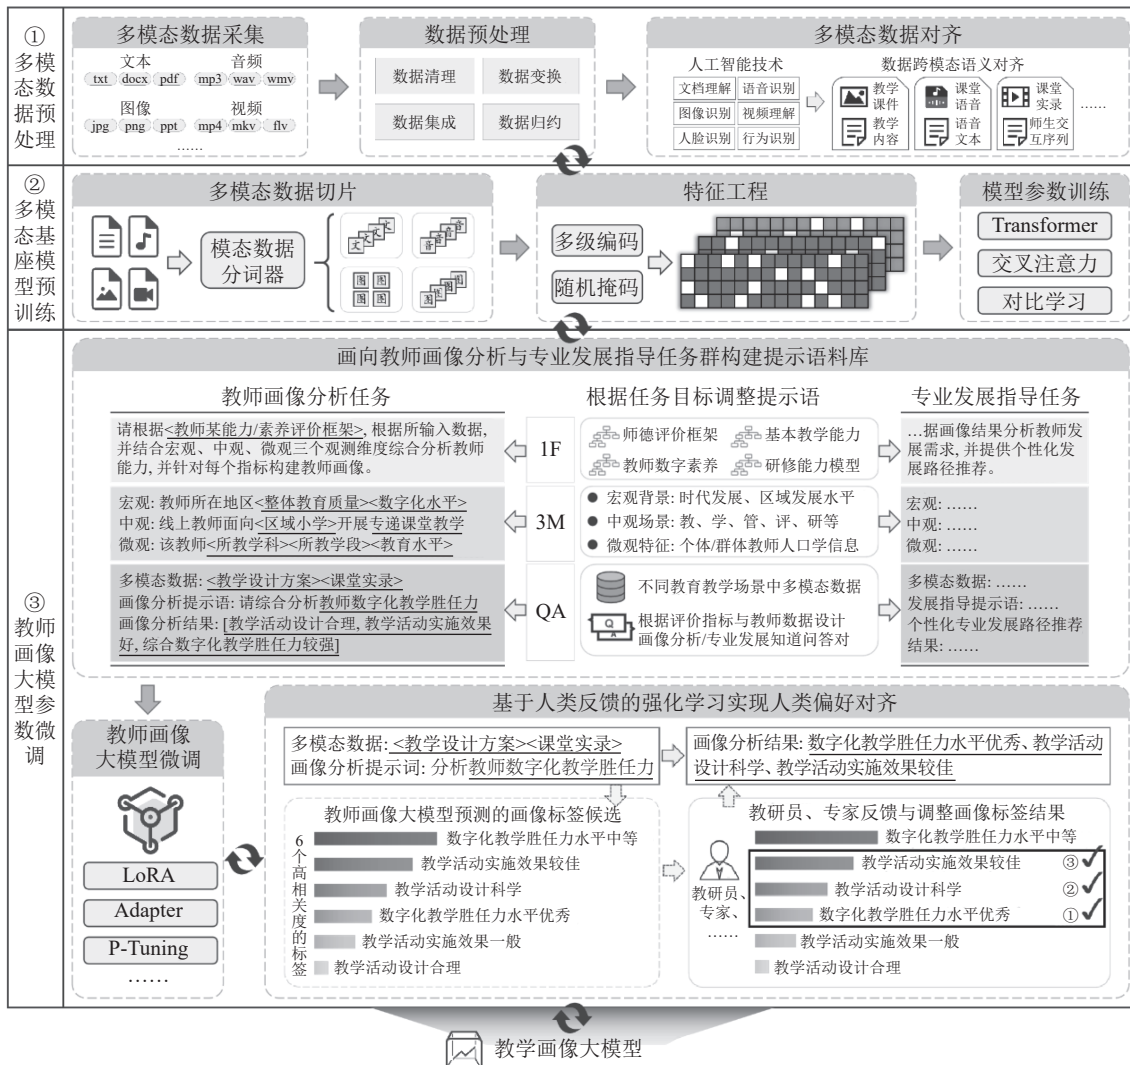 ①
多模
态数
据预
处理
多模态数据采集
文本
音频
txt docx pdf
mp3 wav wmv
图像
视频
jpg png ppt
mp4 mkv flv
……
数据预处理
数据清理
数据变换
数据集成
数据归约
多模态数据对齐
人工智能技术
文档理解
语音识别
图像识别
视频理解
人脸识别
行为识别
数据跨模态语义对齐
教学
课件
教学
内容
课堂
语音
语音
文本
课堂
实录
师生交
互序列
……
②
多模
态基
座模
型预
训练
多模态数据切片
模态数据
分词器
文文文文
音音音音
图图
图图
图图图图
特征工程
多级编码
随机掩码
模型参数训练
Transformer
交叉注意力
对比学习
③
教师
画像
大模
型参
数微
调
画向教师画像分析与专业发展指导任务群构建提示语料库
教师画像分析任务
请根据<教师某能力/素养评价框架>, 根据所输入数据,
并结合宏观、中观、微观三个观测维度综合分析教师
能力, 并针对每个指标构建教师画像。
宏观: 教师所在地区<整体教育质量><数字化水平>
中观: 线上教师面向<区域小学>开展专递课堂教学
微观: 该教师<所教学科><所教学段><教育水平>
多模态数据: <教学设计方案><课堂实录>
画像分析提示语: 请综合分析教师数字化教学胜任力
画像分析结果: [教学活动设计合理, 教学活动实施效果
好, 综合数字化教学胜任力较强]
1F
3M
QA
根据任务目标调整提示语
师德评价框架
基本教学能力
教师数字素养
研修能力模型
● 宏观背景: 时代发展、区域发展水平
● 中观场景: 教、学、管、评、研等
● 微观特征: 个体/群体教师人口学信息
不同教育教学场景中多模态数据
Q
A
根据评价指标与教师数据设计
画像分析/专业发展知道问答对
专业发展指导任务
…据画像结果分析教师发
展需求, 并提供个性化发
展路径推荐。
宏观: ……
中观: ……
微观: ……
多模态数据: ……
发展指导提示语: ……
个性化专业发展路径推荐
结果: ……
教师画像
大模型微调
LoRA
Adapter
P-Tuning
……
基于人类反馈的强化学习实现人类偏好对齐
多模态数据: <教学设计方案><课堂实录>
画像分析提示词: 分析教师数字化教学胜任力
画像分析结果: 数字化教学胜任力水平优秀、教学活动
设计科学、教学活动实施效果较佳
教师画像大模型预测的画像标签候选
6个高相关度的标签
数字化教学胜任力水平中等
教学活动实施效果较佳
教学活动设计科学
数字化教学胜任力水平优秀
教学活动实施效果一般
教学活动设计合理
教研员、专家反馈与调整画像标签结果
教研员、
专家、
……
数字化教学胜任力水平中等
教学活动实施效果较佳 ③
教学活动设计科学 ②
数字化教学胜任力水平优秀 ①
教学活动实施效果一般
教学活动设计合理
教学画像大模型